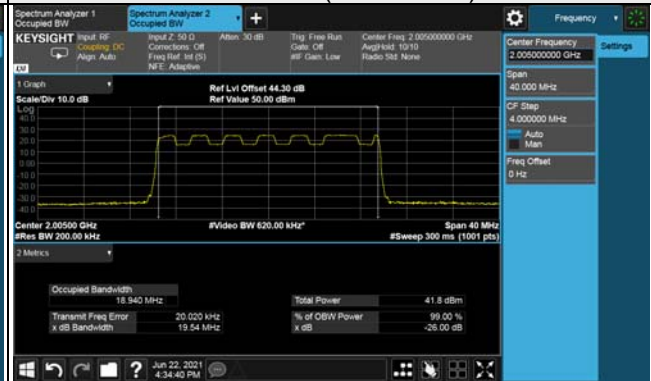 Spectrum Analyzer 1
Occupied BW
Spectrum Analyzer 2
Occupied BW
+
Frequency
KEYSIGHT
Input: RF
Coupling: DC
Align: Auto
Input Z: 50 Ω
Corrections: Off
Freq Ref: Int (S)
NFE: Adaptive
Atten: 30 dB
Trig: Free Run
Gate: Off
#IF Gain: Low
Center Freq: 2.005000000 GHz
Avg|Hold: 10/10
Radio Std: None
LXI
Center Frequency
2.005000000 GHz
Settings
Span
40.000 MHz
CF Step
4.000000 MHz
Auto
Man
Freq Offset
0 Hz
1 Graph
Scale/Div 10.0 dB
Ref Lvl Offset 44.30 dB
Ref Value 50.00 dBm
Log
40.0
30.0
20.0
10.0
0.00
-10.0
-20.0
-30.0
-40.0
Center 2.00500 GHz
#Res BW 200.00 kHz
#Video BW 620.00 kHz*
Span 40 MHz
#Sweep 300 ms (1001 pts)
2 Metrics
Occupied Bandwidth
18.940 MHz
Total Power
41.8 dBm
Transmit Freq Error
20.020 kHz
% of OBW Power
99.00 %
x dB Bandwidth
19.54 MHz
x dB
-26.00 dB
?
Jun 22, 2021
4:34:40 PM